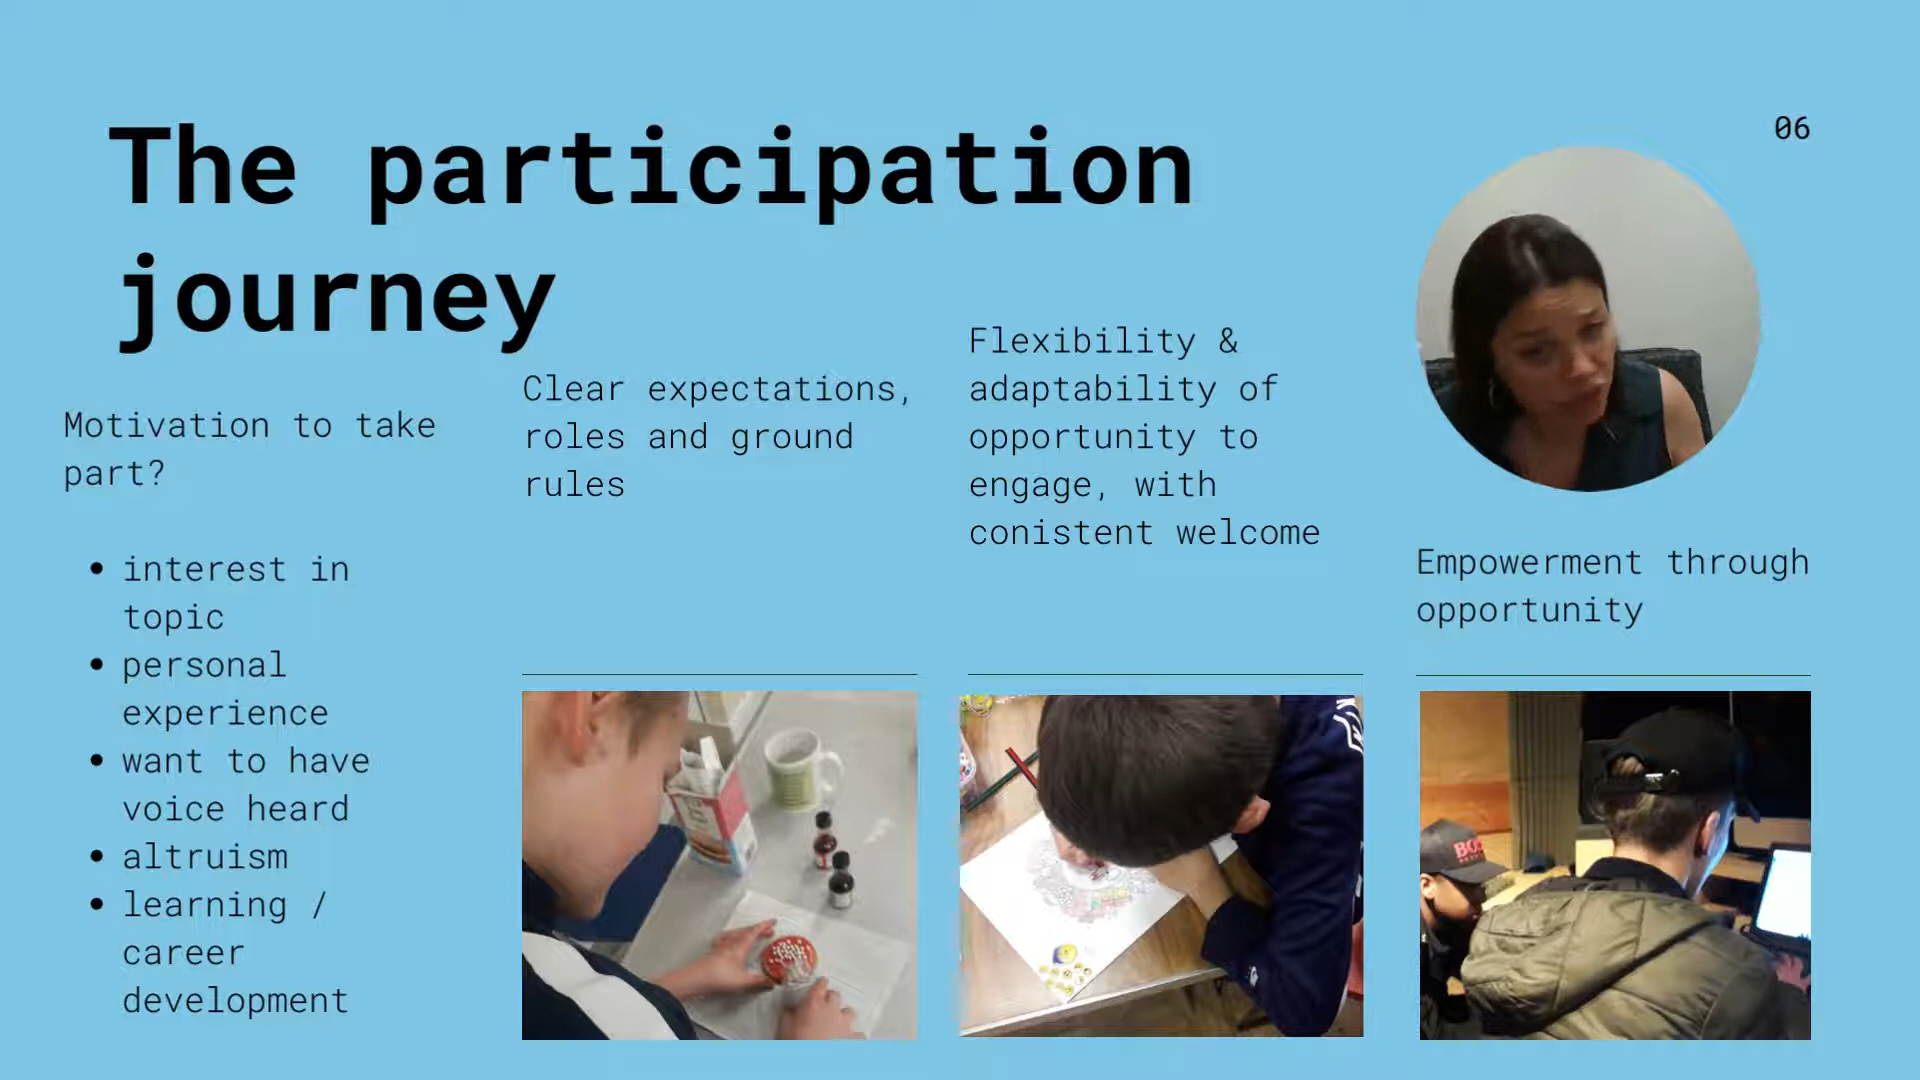 The participation
journey
06
Motivation to take
part?
interest in
topic
personal
experience
want to have
voice heard
altruism
learning /
career
development
Clear expectations,
roles and ground
rules
Flexibility &
adaptability of
opportunity to
engage, with
conistent welcome
Empowerment through
opportunity